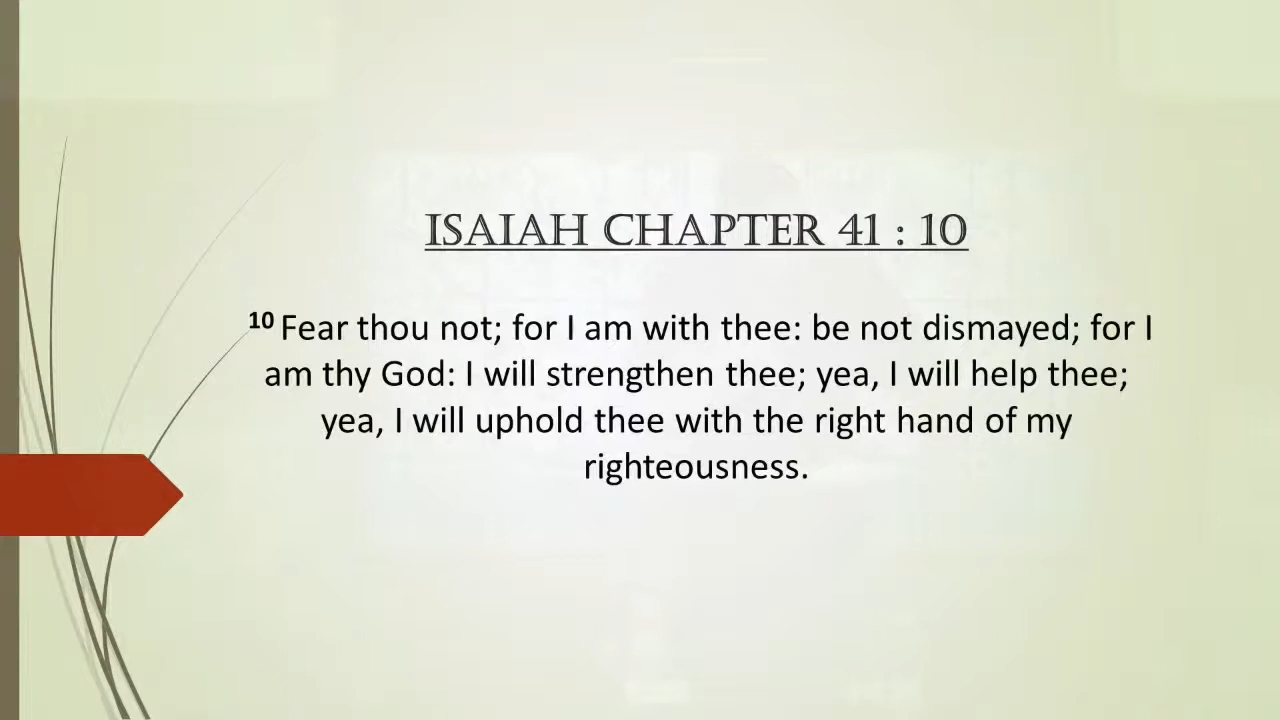 ISAIAH CHAPTER 41 : 10
10 Fear thou not; for I am with thee: be not dismayed; for I
am thy God: I will strengthen thee; yea, I will help thee;
yea, I will uphold thee with the right hand of my
righteousness.